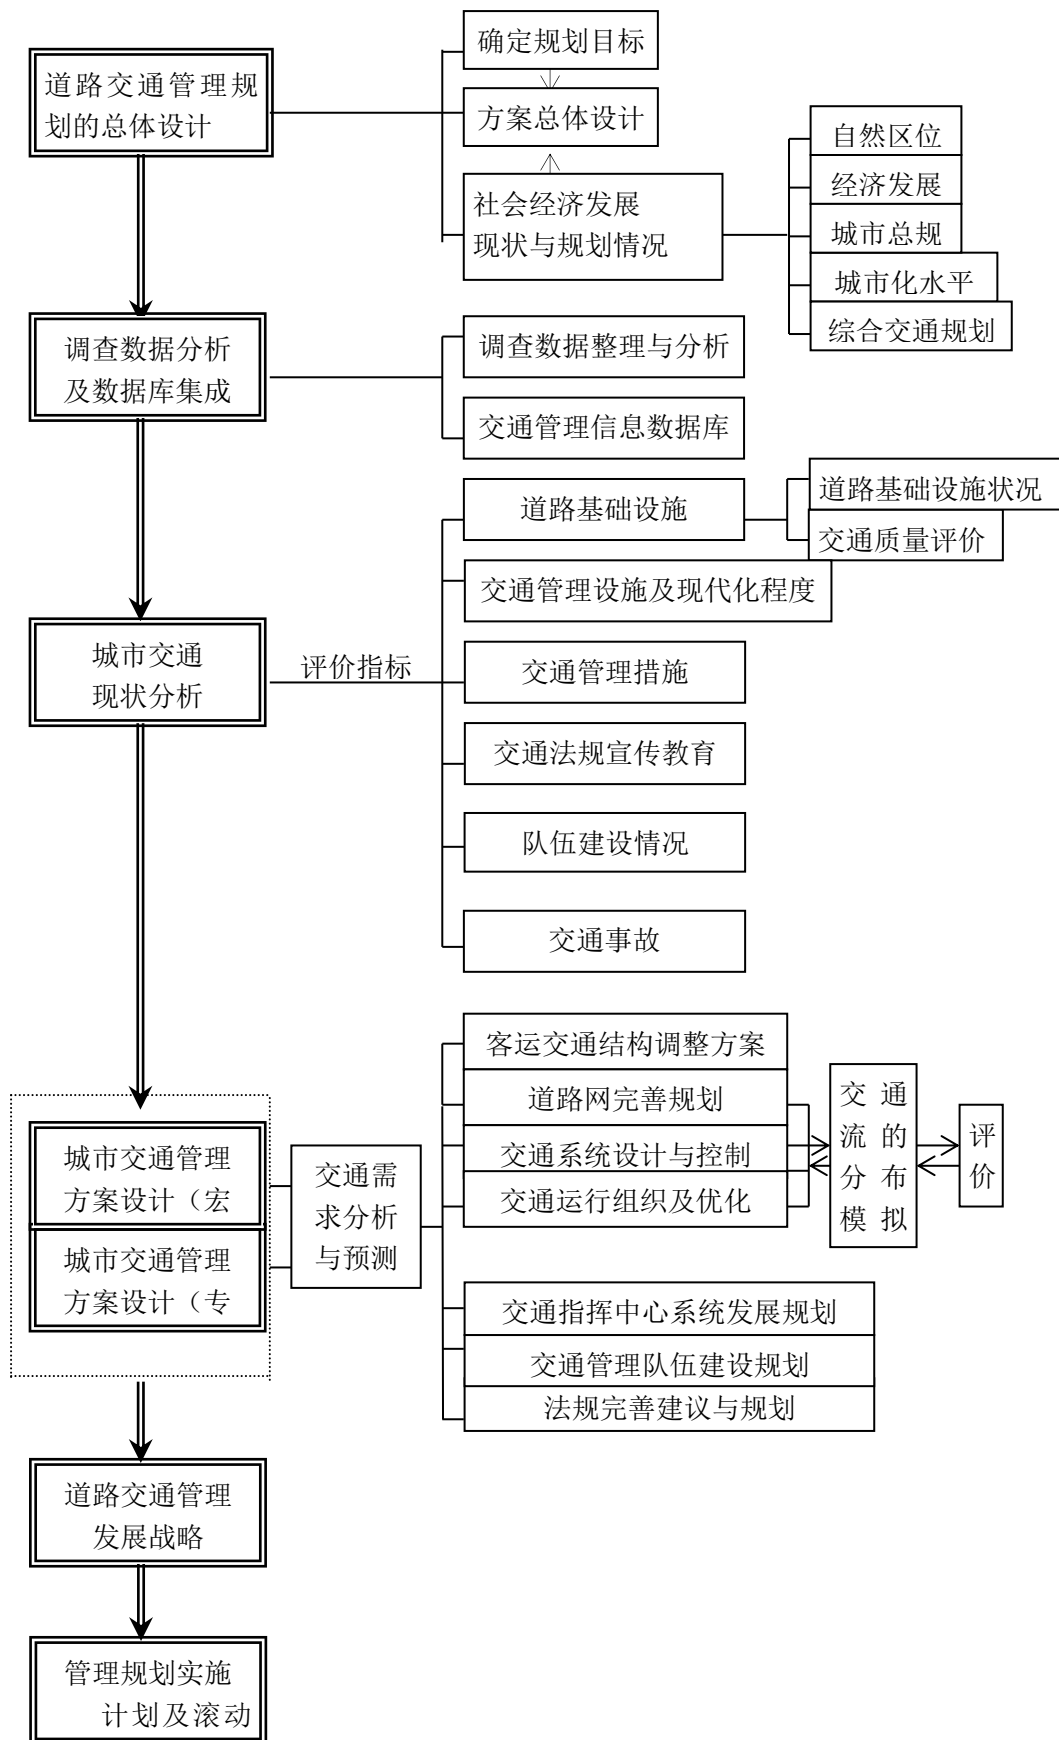 道路交通管理规
划的总体设计
确定规划目标
方案总体设计
社会经济发展
现状与规划情况
自然区位
经济发展
城市总规
城市化水平
综合交通规划
调查数据分析
及数据库集成
调查数据整理与分析
交通管理信息数据库
城市交通
现状分析
评价指标
道路基础设施
道路基础设施状况
交通质量评价
交通管理设施及现代化程度
交通管理措施
交通法规宣传教育
队伍建设情况
交通事故
城市交通管理
方案设计（宏
城市交通管理
方案设计（专
交通需
求分析
与预测
客运交通结构调整方案
道路网完善规划
交通系统设计与控制
交通运行组织及优化
交通
流的
分布
模拟
评
价
交通指挥中心系统发展规划
交通管理队伍建设规划
法规完善建议与规划
道路交通管理
发展战略
管理规划实施
计划及滚动